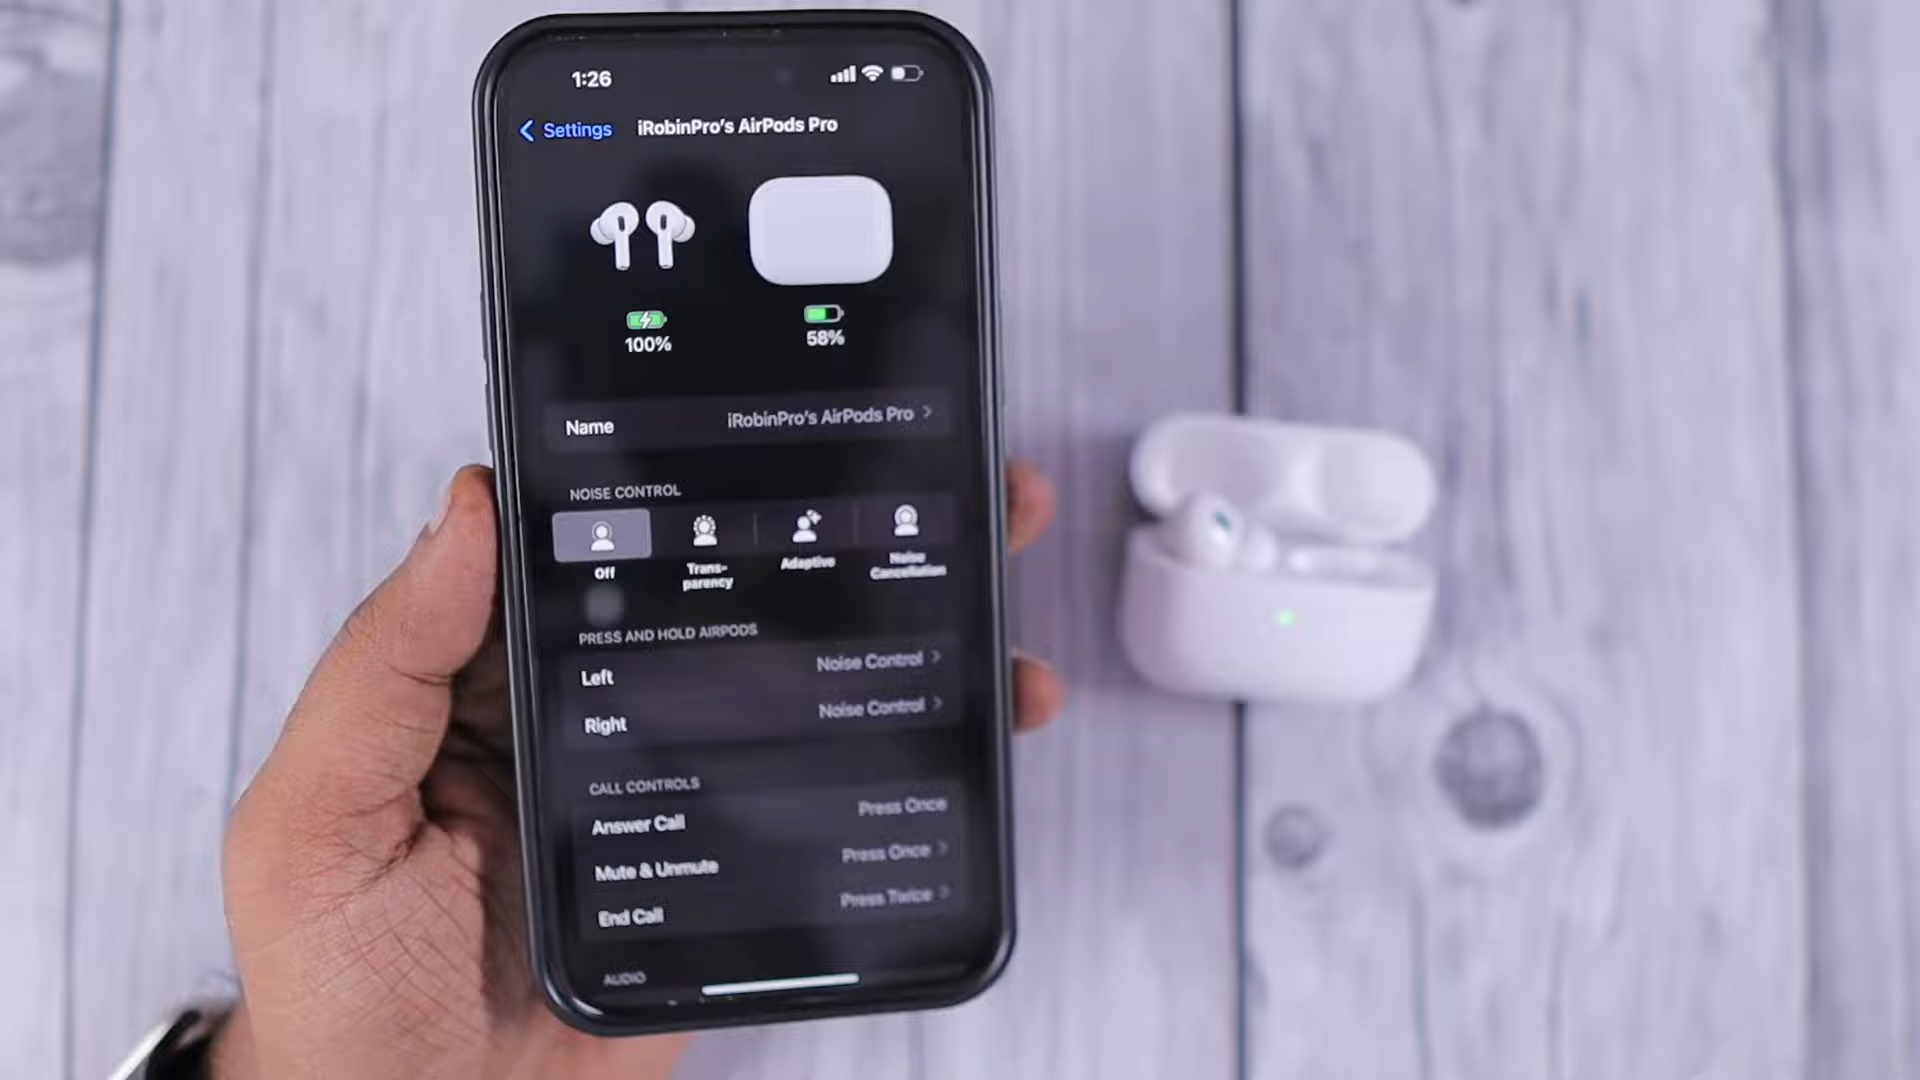 1:26
Settings iRobinPro's AirPods Pro
100% 58%
Name iRobinPro's AirPods Pro
NOISE CONTROL
Off Trans-
parency Adaptive Noise
Cancellation
PRESS AND HOLD AIRPODS
Left Noise Control
Right Noise Control
CALL CONTROLS
Answer Call Press Once
Mute & Unmute Press Once
End Call Press Twice
AUDIO